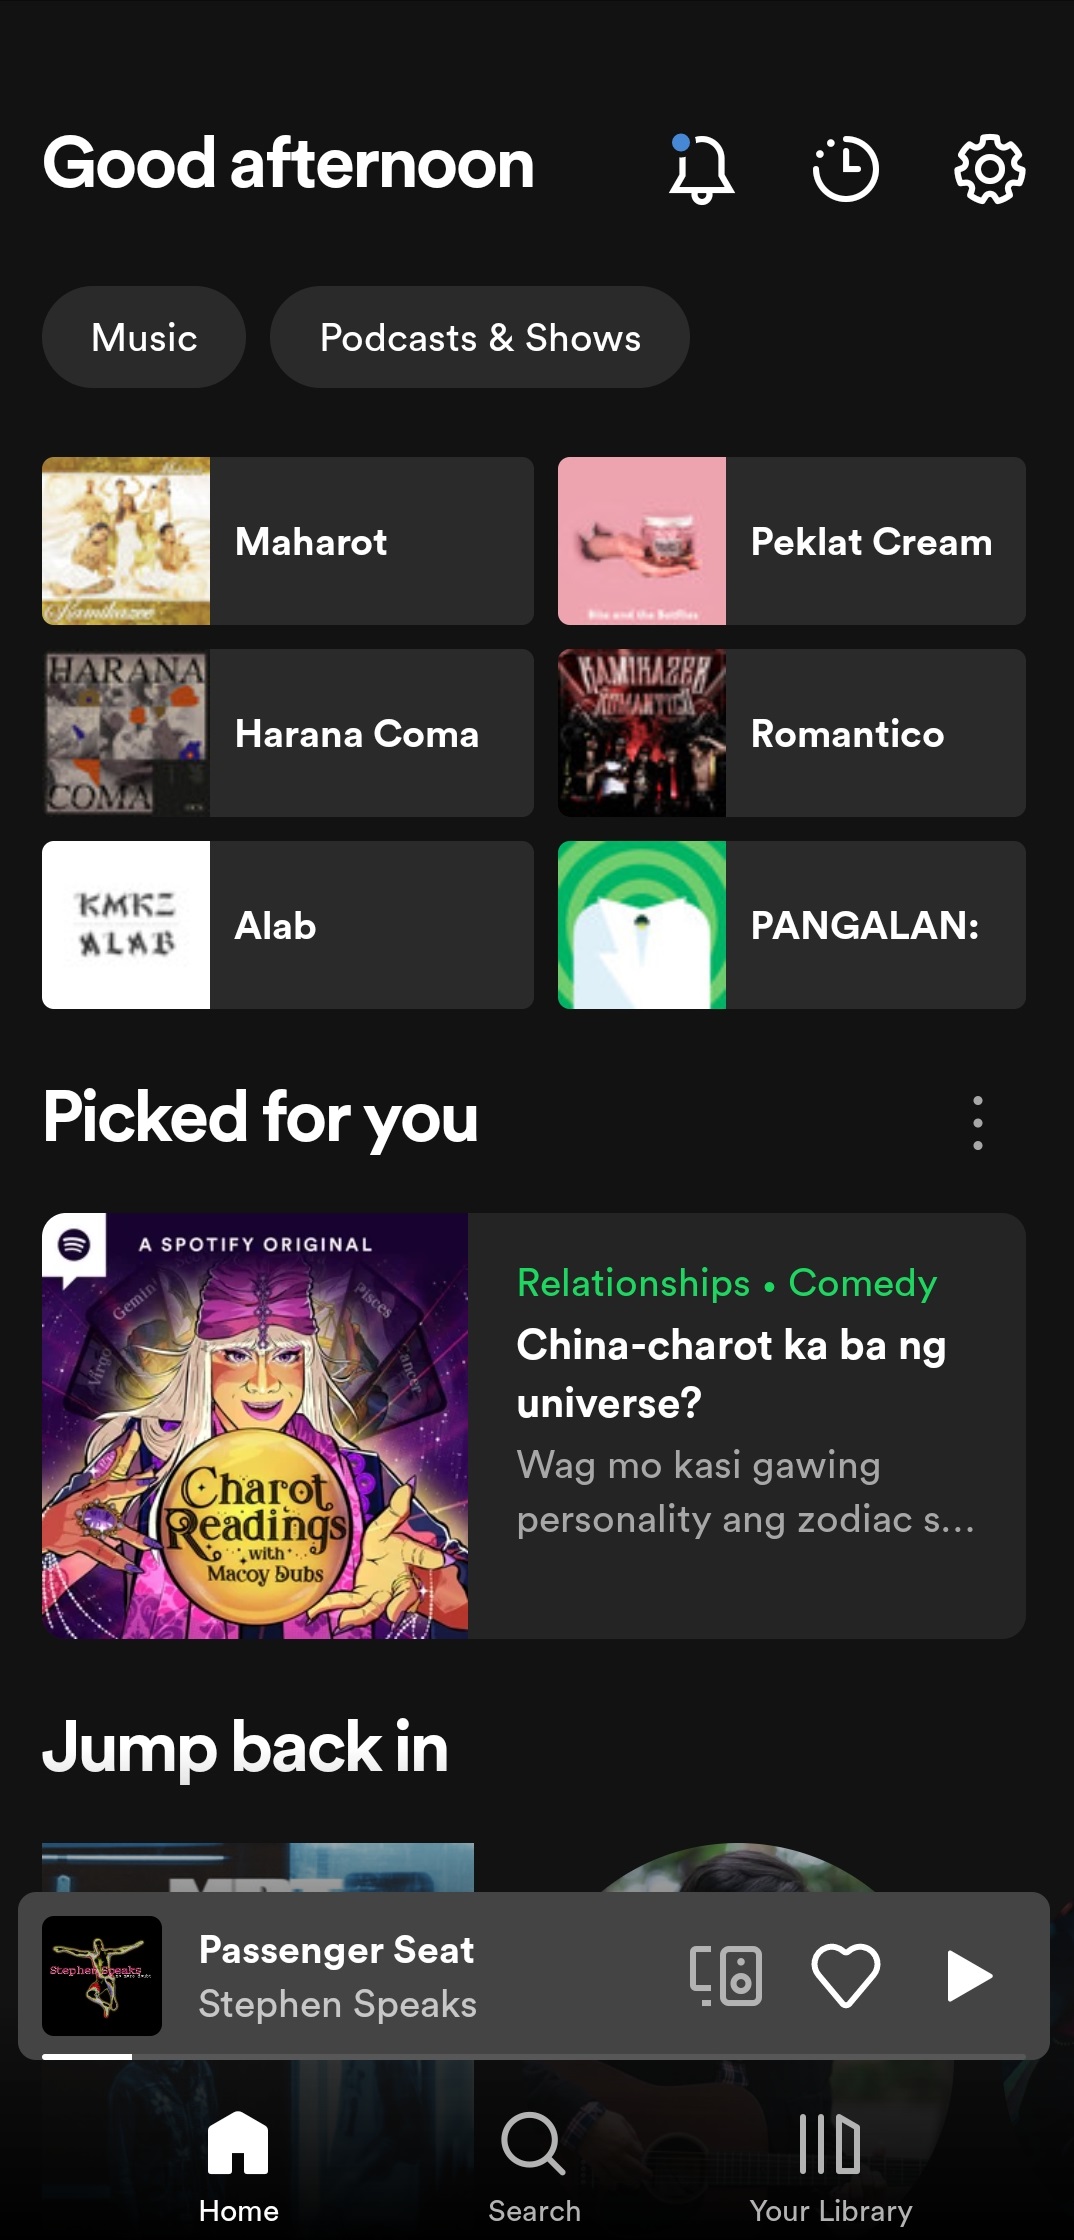 Good afternoon
Music
Podcasts & Shows
Kamikazee
Maharot
Peklat Cream
HARANA
COMA
Harana Coma
KAMIKAZEE
ROMANTICO
Romantico
KMKZ
ALAB
Alab
PANGALAN:
Picked for you
A SPOTIFY ORIGINAL
Gemini
Pisces
Virgo
Cancer
Charot
Readings
with
Macoy Dubs
Relationships • Comedy
China-charot ka ba ng
universe?
Wag mo kasi gawing
personality ang zodiac s...
Jump back in
Stephen Speaks
Passenger Seat
Stephen Speaks
Home
Search
Your Library